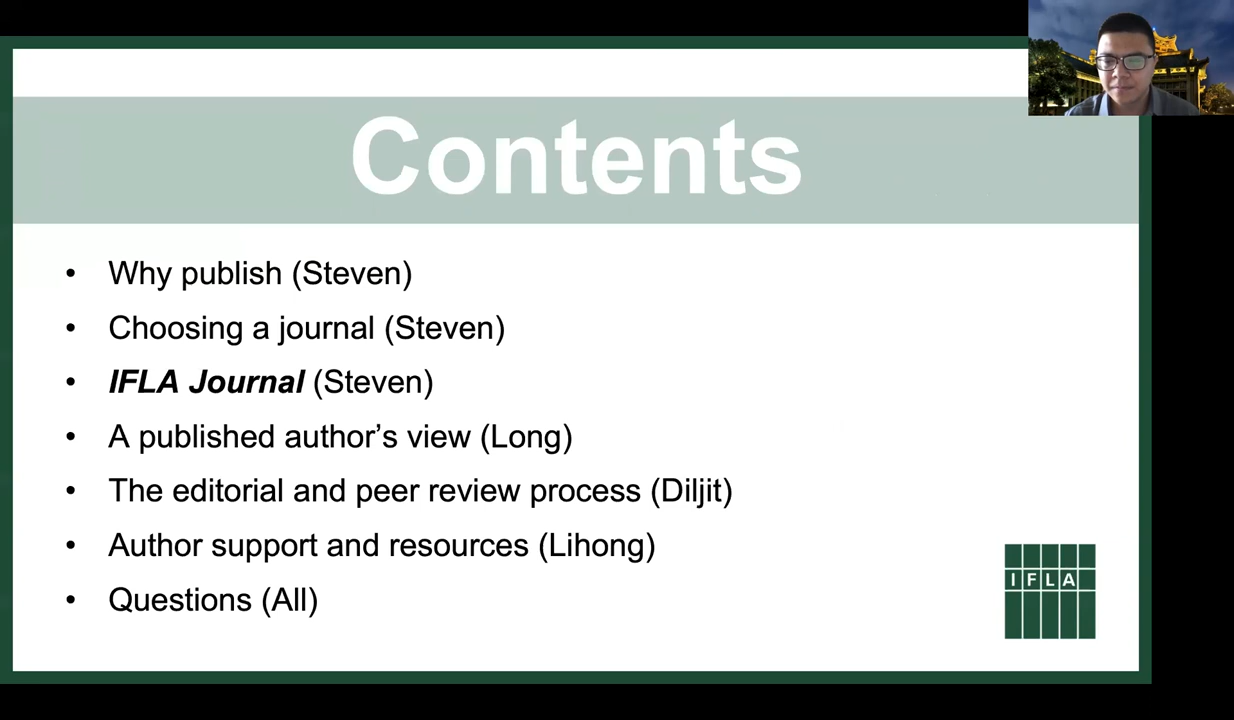 Contents
• Why publish (Steven)
• Choosing a journal (Steven)
• IFLA Journal (Steven)
• A published author’s view (Long)
• The editorial and peer review process (Diljit)
• Author support and resources (Lihong)
• Questions (All)
IFLA